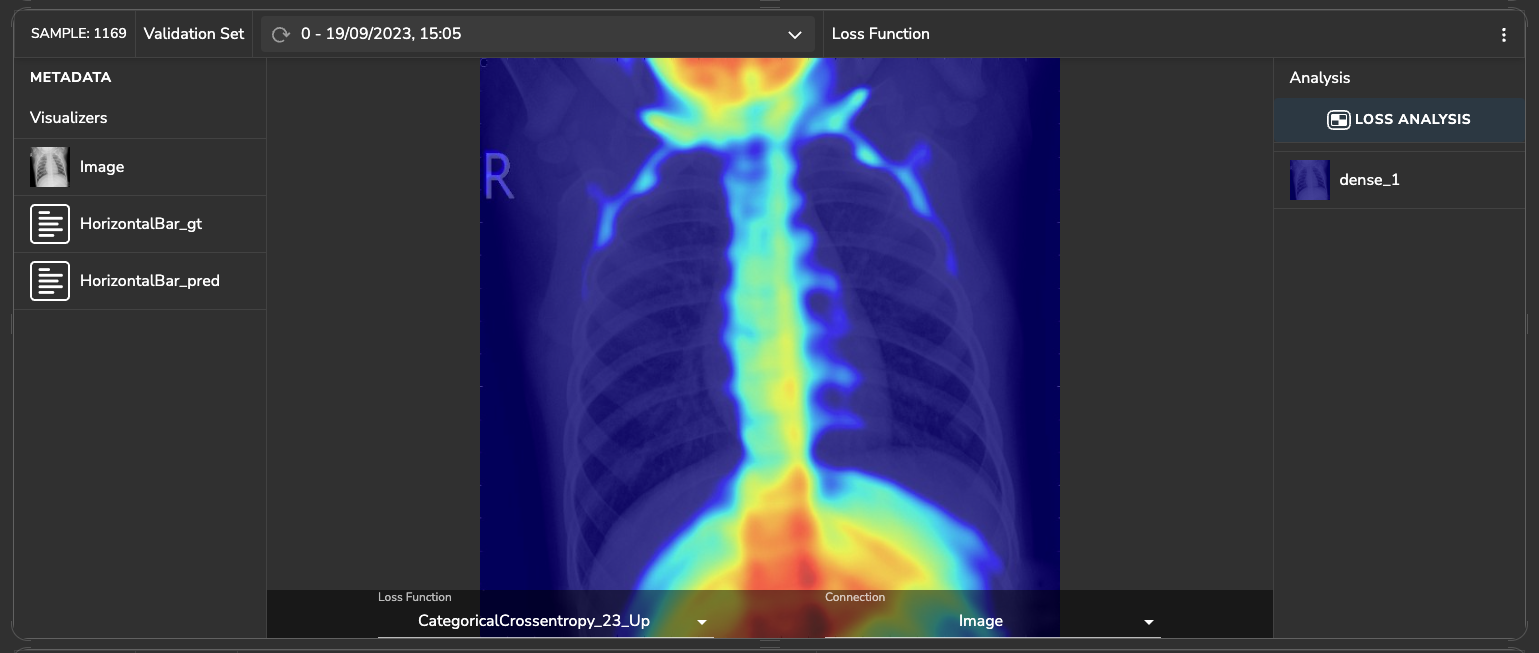 SAMPLE: 1169
Validation Set
0 - 19/09/2023, 15:05
Loss Function
METADATA
Visualizers
Image
HorizontalBar_gt
HorizontalBar_pred
R
Loss Function
CategoricalCrossentropy_23_Up
Connection
Image
Analysis
LOSS ANALYSIS
dense_1